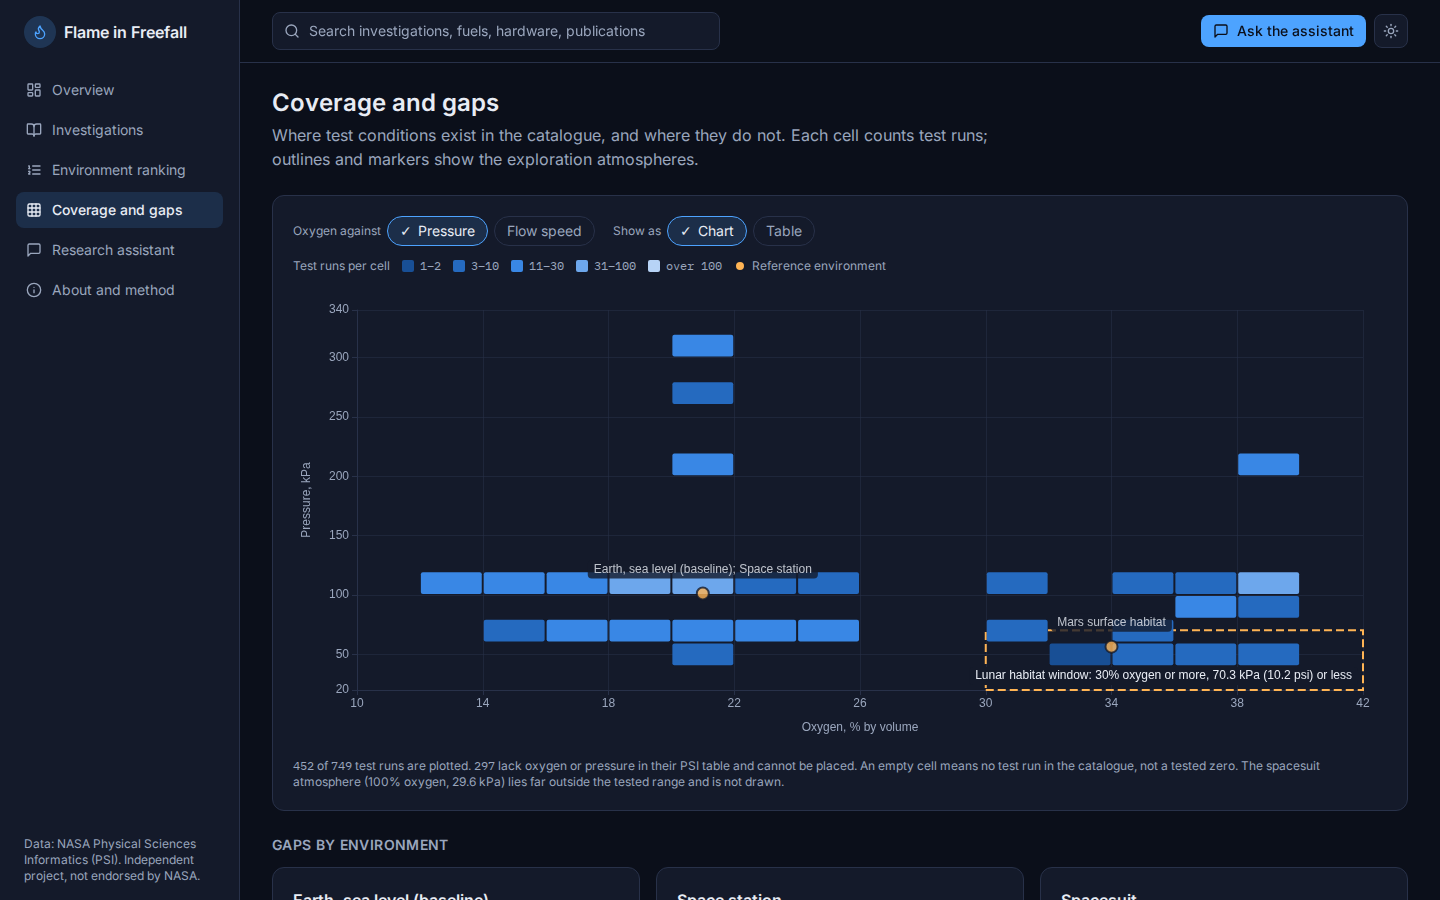 Flame in Freefall
Search investigations, fuels, hardware, publications
Ask the assistant
Overview
Investigations
Environment ranking
Coverage and gaps
Research assistant
About and method
Data: NASA Physical Sciences
Informatics (PSI). Independent
project, not endorsed by NASA.
Coverage and gaps
Where test conditions exist in the catalogue, and where they do not. Each cell counts test runs;
outlines and markers show the exploration atmospheres.
Oxygen against ✓ Pressure Flow speed Show as ✓ Chart Table
Test runs per cell 1–2 3–10 11–30 31–100 over 100 Reference environment
340
300
250
200
150
100
50
20
Pressure, kPa
Earth, sea level (baseline); Space station
Mars surface habitat
Lunar habitat window: 30% oxygen or more, 70.3 kPa (10.2 psi) or less
10 14 18 22 26 30 34 38 42
Oxygen, % by volume
452 of 749 test runs are plotted. 297 lack oxygen or pressure in their PSI table and cannot be placed. An empty cell means no test run in the catalogue, not a tested zero. The spacesuit
atmosphere (100% oxygen, 29.6 kPa) lies far outside the tested range and is not drawn.
GAPS BY ENVIRONMENT
Earth, sea level (baseline) Space station Spacesuit